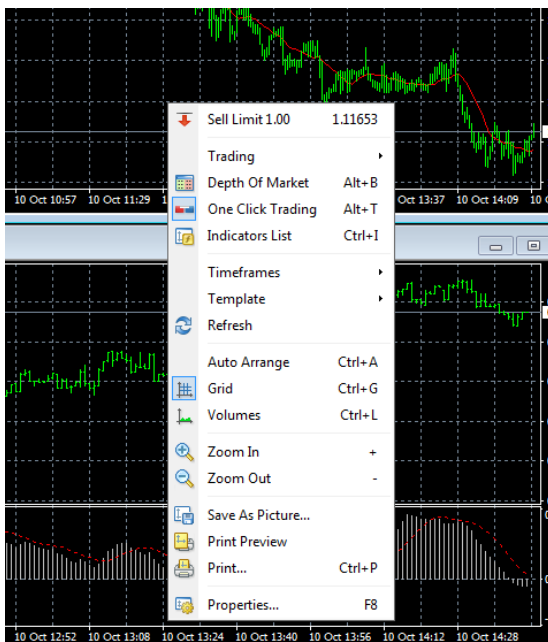 Sell Limit 1.00 1.11653
Trading
10 Oct 10:57 10 Oct 11:29 Depth Of Market Alt+B Oct 13:37 10 Oct 14:09 10
One Click Trading Alt+T
Indicators List Ctrl+I
Timeframes
Template
Refresh
Auto Arrange Ctrl+A
Grid Ctrl+G
Volumes Ctrl+L
Zoom In +
Zoom Out -
Save As Picture...
Print Preview
Print... Ctrl+P
Properties... F8
10 Oct 12:52 10 Oct 13:08 10 Oct 13:24 10 Oct 13:40 10 Oct 13:56 10 Oct 14:12 10 Oct 14:28